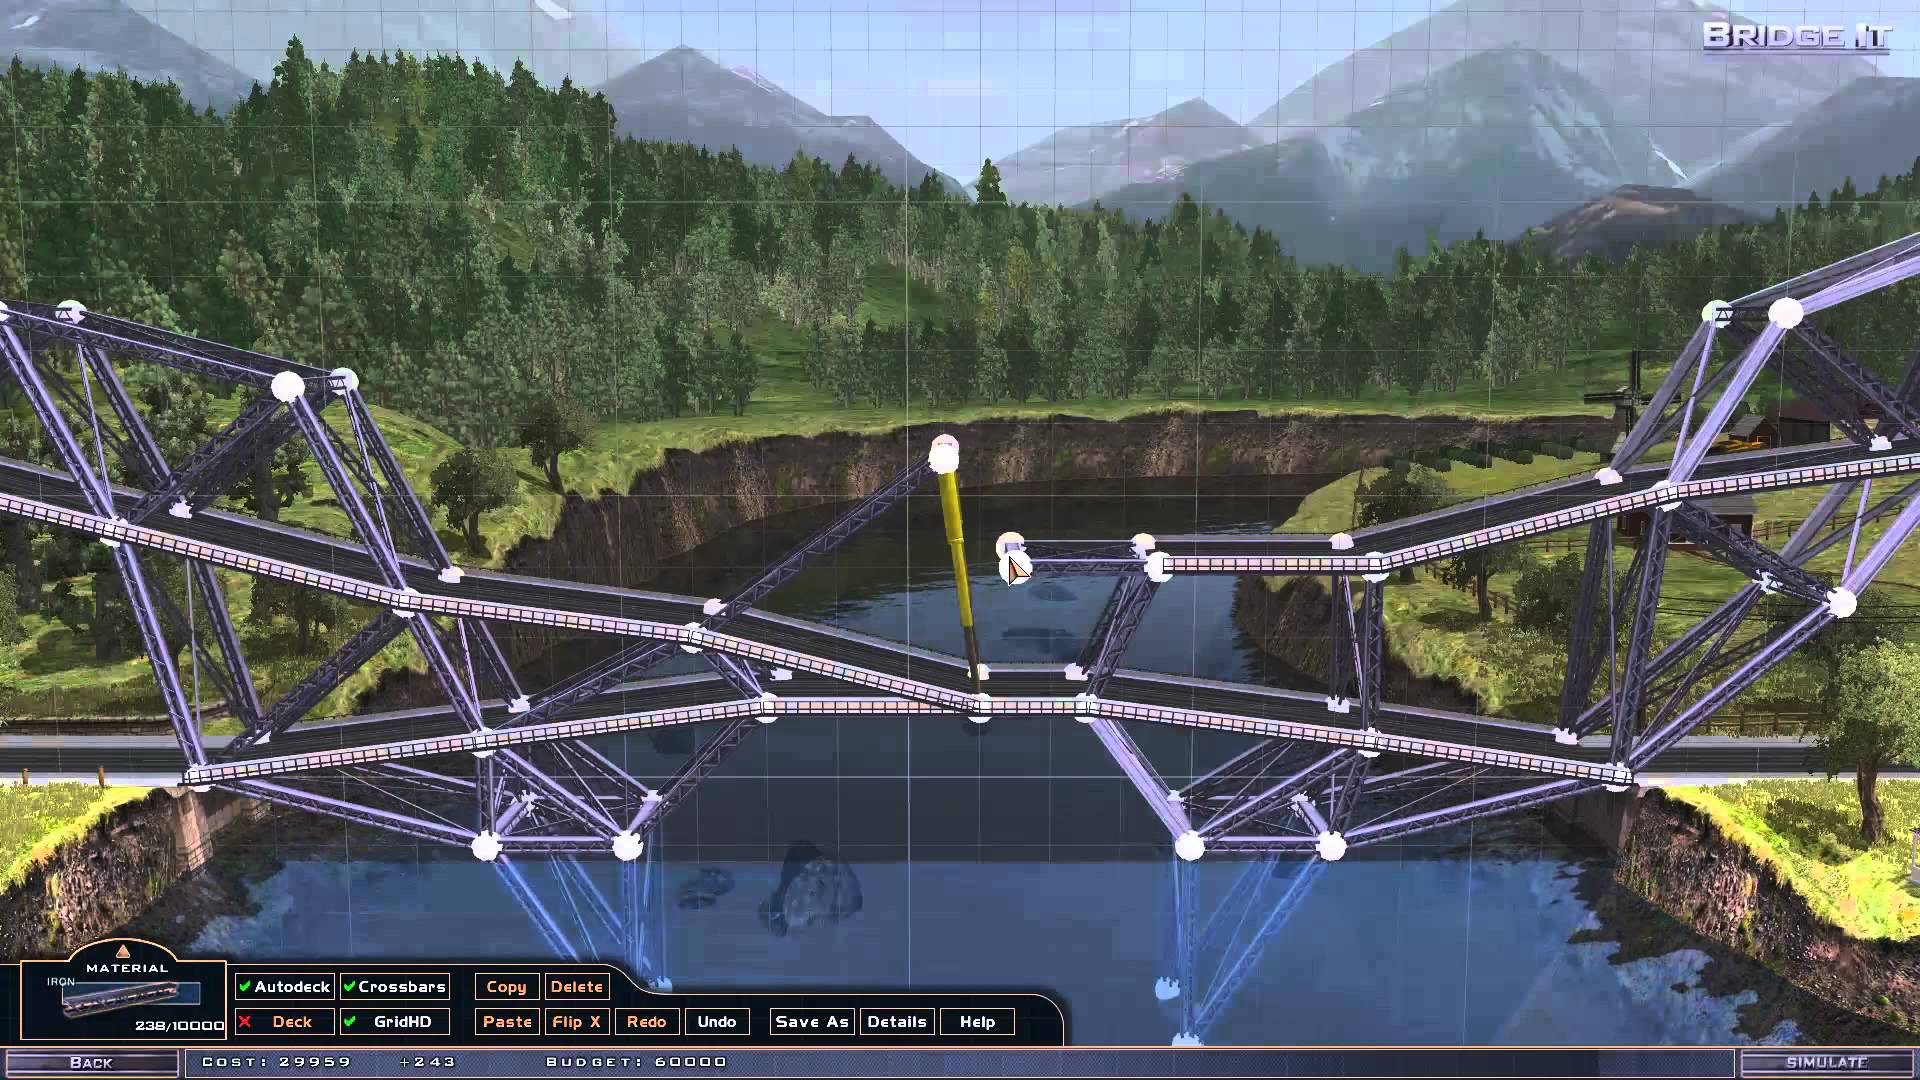 BRIDGE IT
MATERIAL
IRON
238/10000
Autodeck Crossbars Copy Delete
Deck GridHD Paste Flip X Redo Undo Save As Details Help
BACK COST: 29959 +243 BUDGET: 60000 SIMULATE